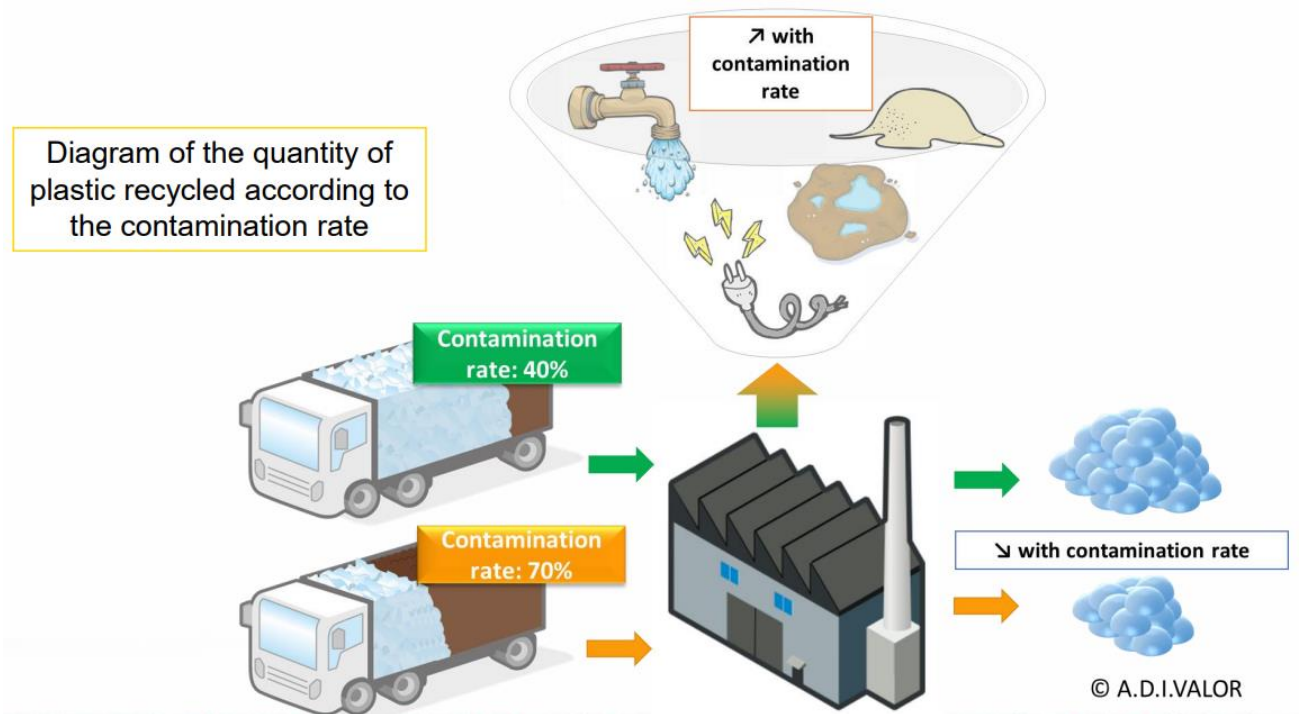 ↗ with
contamination
rate
Diagram of the quantity of
plastic recycled according to
the contamination rate
Contamination
rate: 40%
Contamination
rate: 70%
↘ with contamination rate
© A.D.I.VALOR